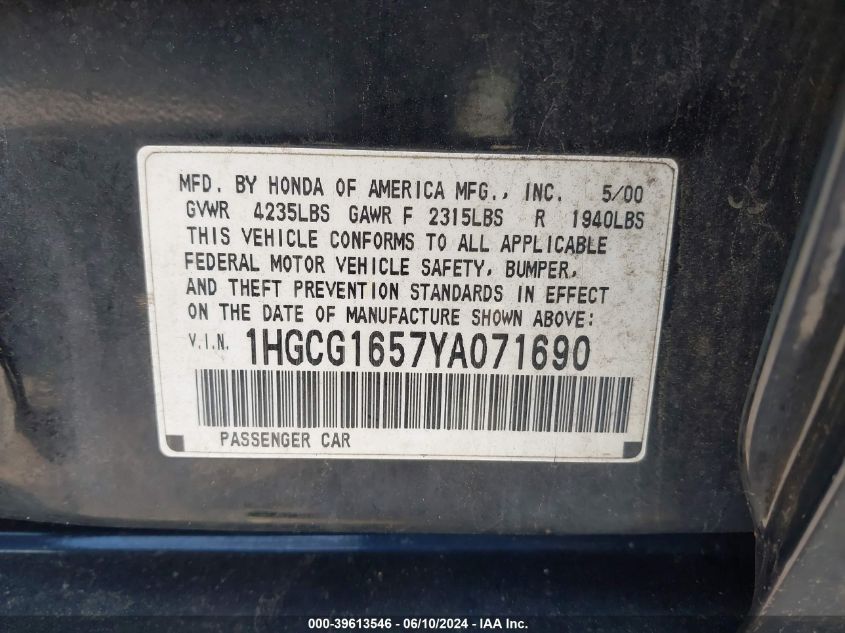 MFD. BY HONDA OF AMERICA MFG., INC. 5/00
GVWR 4235LBS GAWR F 2315LBS R 1940LBS
THIS VEHICLE CONFORMS TO ALL APPLICABLE
FEDERAL MOTOR VEHICLE SAFETY, BUMPER,
AND THEFT PREVENTION STANDARDS IN EFFECT
ON THE DATE OF MANUFACTURE SHOWN ABOVE:
V.I.N. 1HGCG1657YA071690
PASSENGER CAR
000-39613546 - 06/10/2024 - IAA Inc.